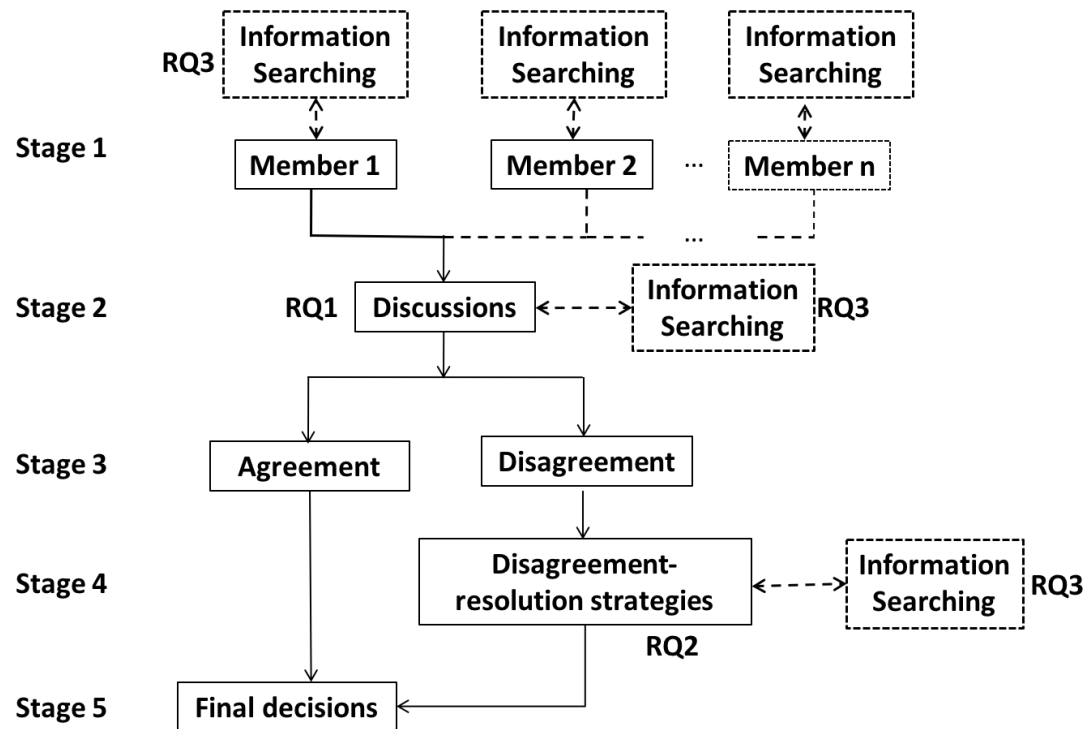 Information Searching
Information Searching
Information Searching
RQ3
Stage 1
Member 1
Member 2
...
Member n
...
Stage 2
RQ1
Discussions
Information Searching
RQ3
Stage 3
Agreement
Disagreement
Stage 4
Disagreement-
resolution strategies
Information Searching
RQ3
RQ2
Stage 5
Final decisions